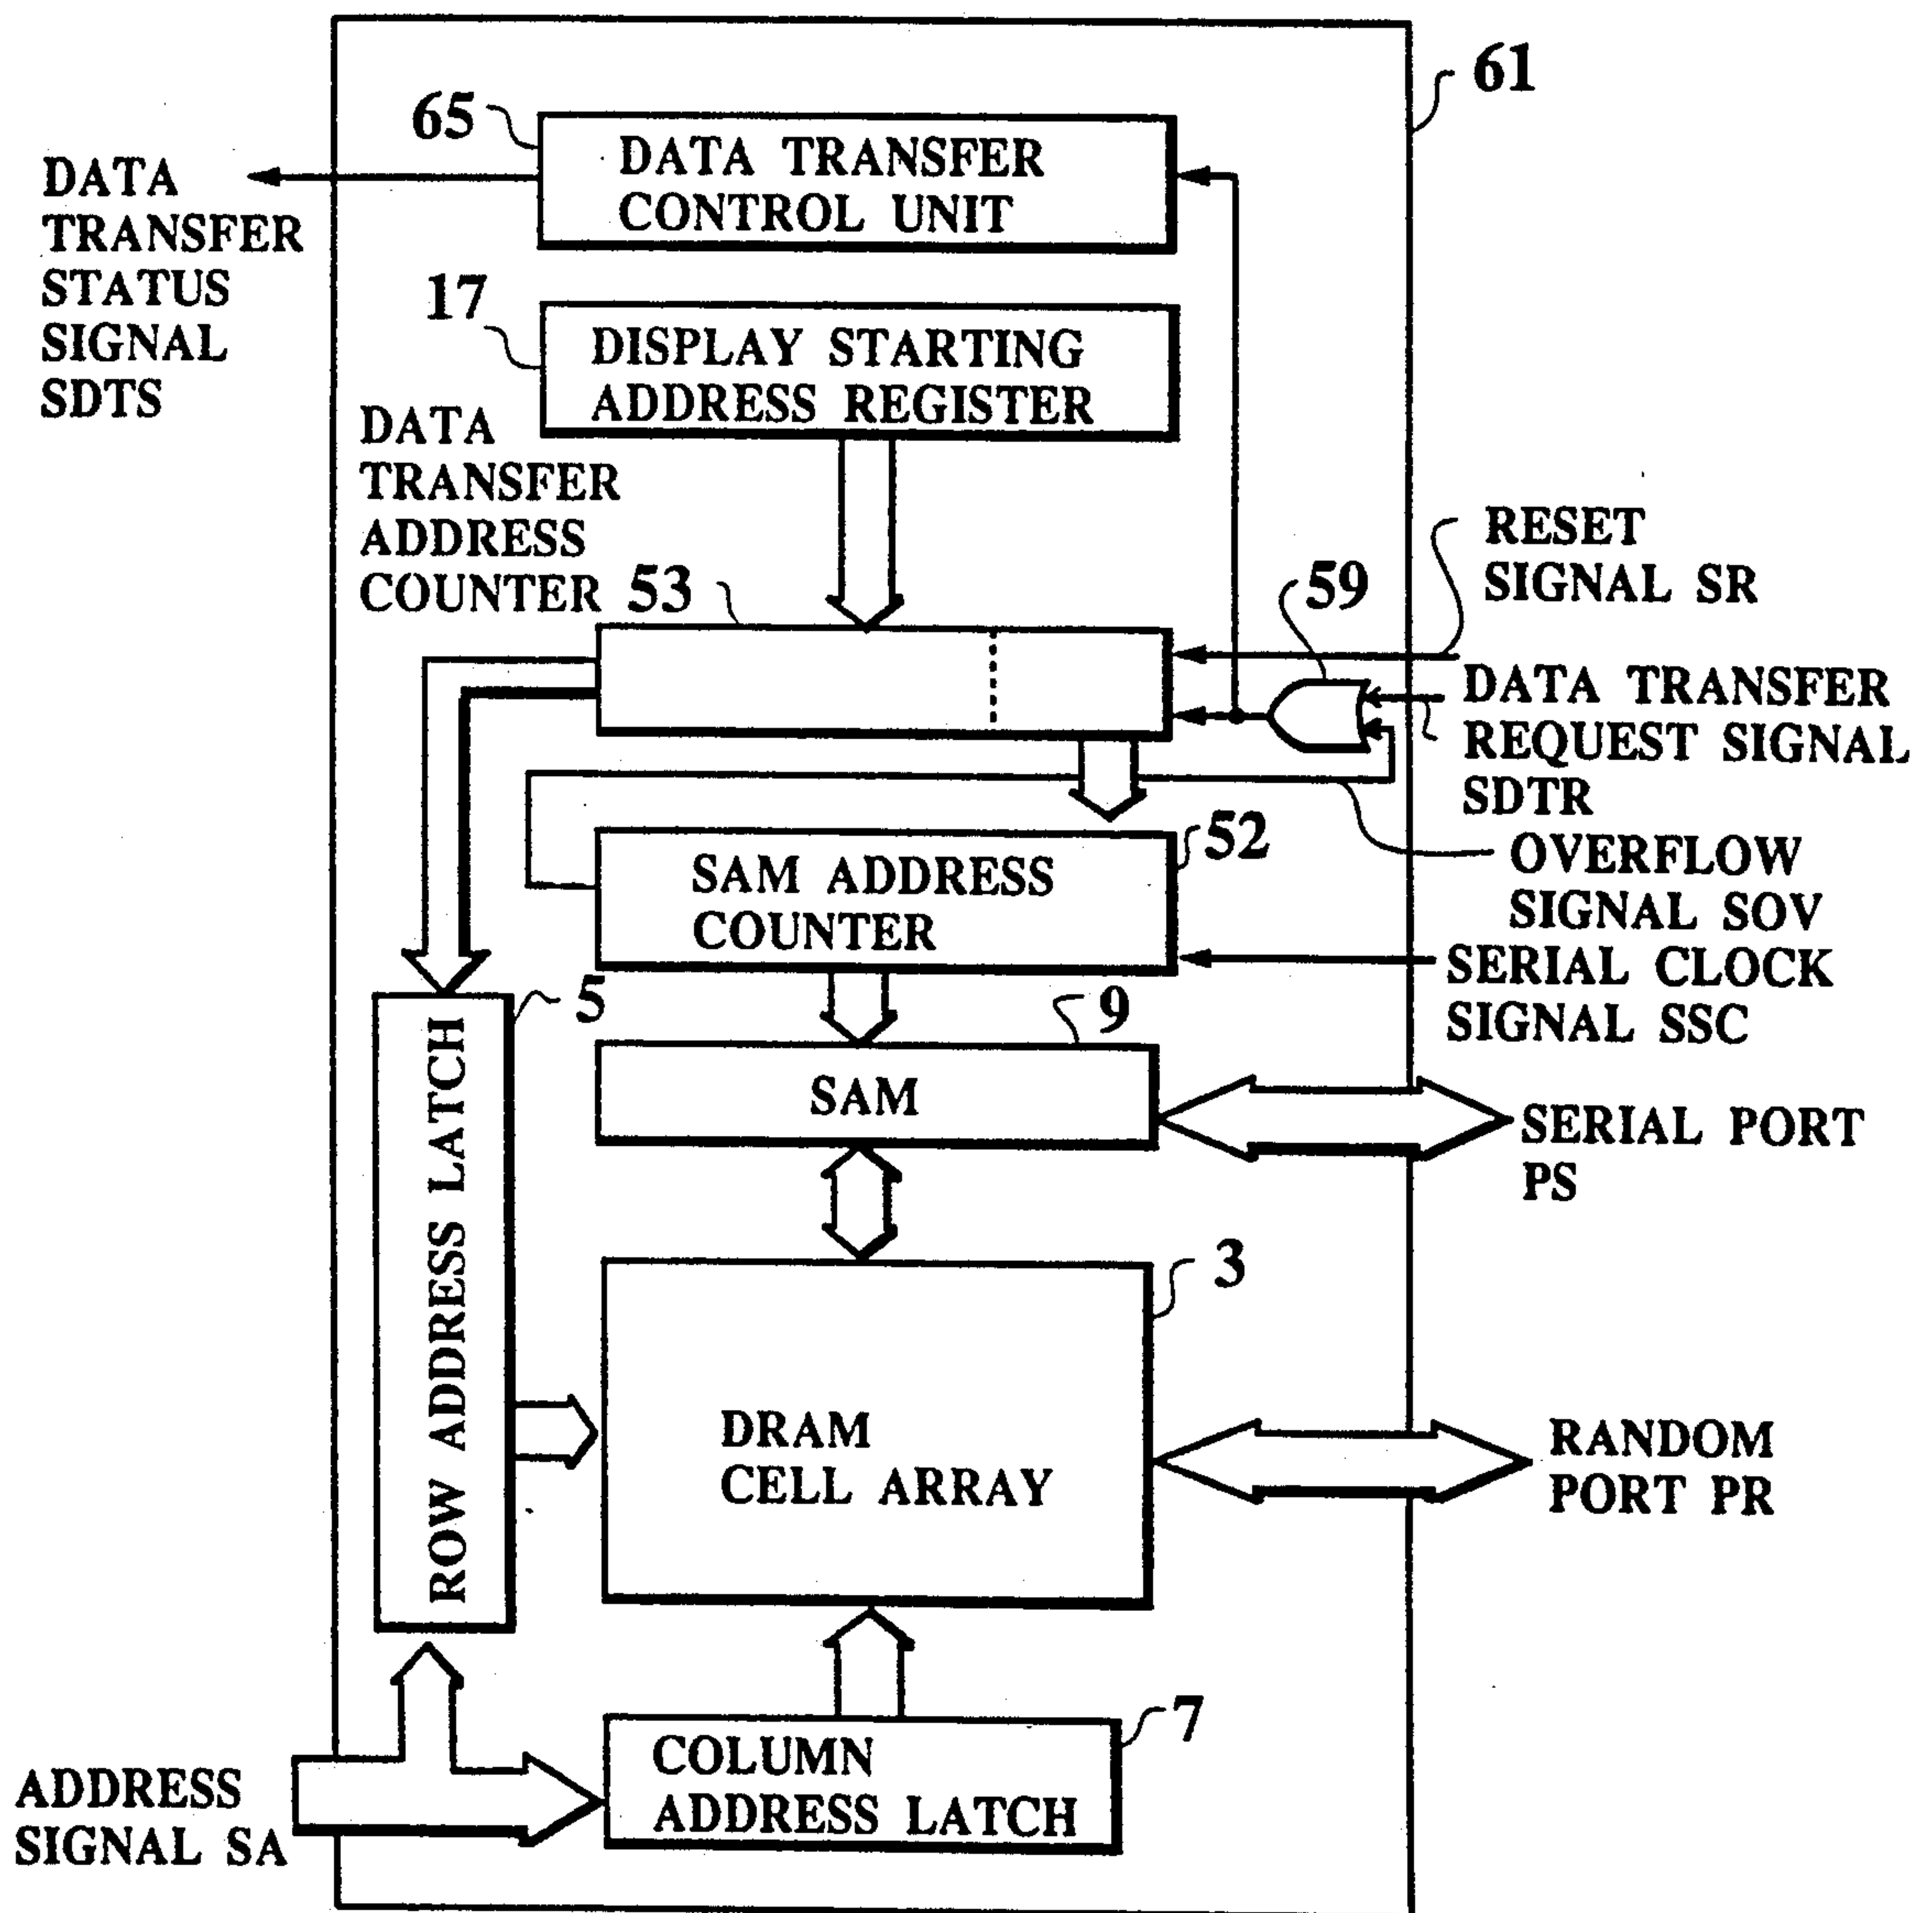 61
65
DATA TRANSFER
CONTROL UNIT
DATA
TRANSFER
STATUS
SIGNAL
SDTS
17
DISPLAY STARTING
ADDRESS REGISTER
DATA
TRANSFER
ADDRESS
COUNTER
53
RESET
SIGNAL SR
59
DATA TRANSFER
REQUEST SIGNAL
SDTR
52
SAM ADDRESS
COUNTER
OVERFLOW
SIGNAL SOV
SERIAL CLOCK
SIGNAL SSC
5
ROW ADDRESS LATCH
9
SAM
SERIAL PORT
PS
3
DRAM
CELL ARRAY
RANDOM
PORT PR
7
COLUMN
ADDRESS LATCH
ADDRESS
SIGNAL SA